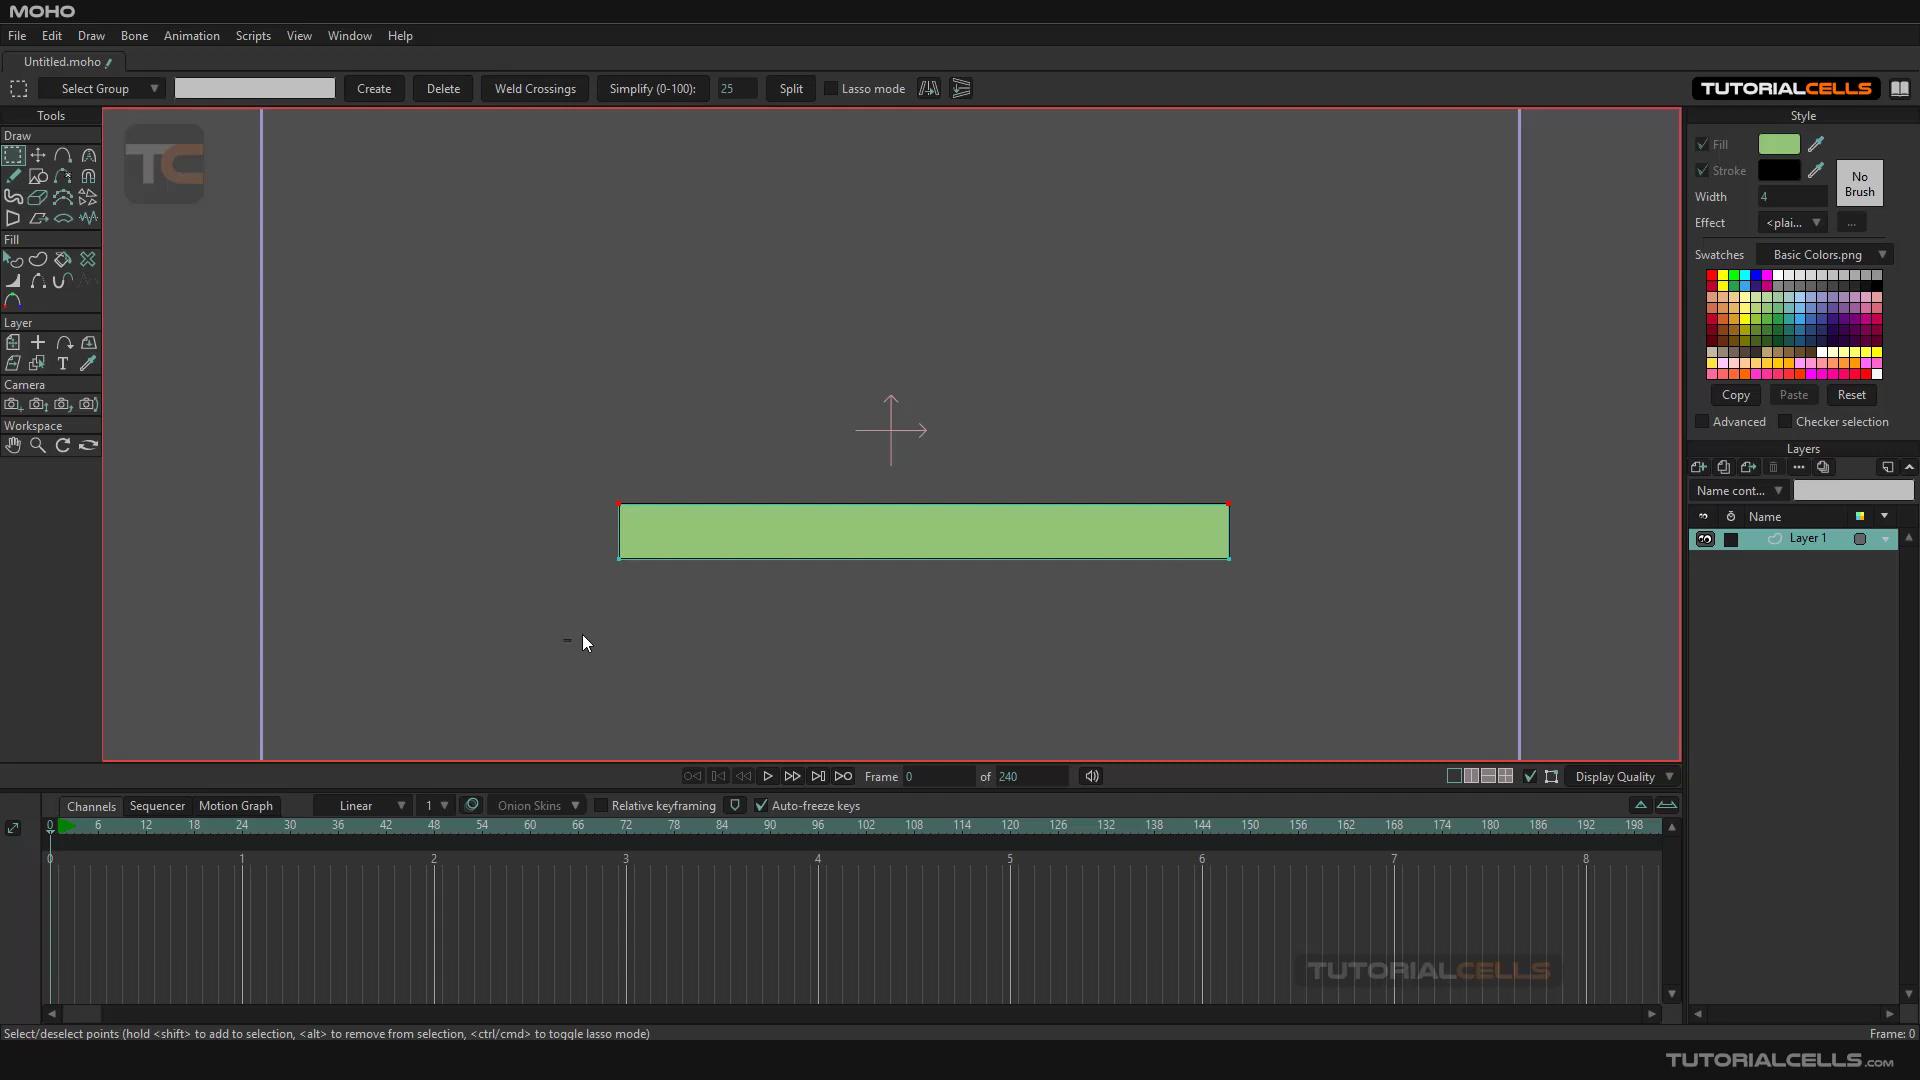 MOHO
File Edit Draw Bone Animation Scripts View Window Help
Untitled.moho
Select Group Create Delete Weld Crossings Simplify (0-100): 25 Split Lasso mode
TUTORIALCELLS
Tools
Draw
Fill
Layer
T
Camera
Workspace
TC
Style
Fill
Stroke
No Brush
Width 4
Effect <plai... ...
Swatches Basic Colors.png
Copy Paste Reset
Advanced Checker selection
Layers
Name cont...
Name
Layer 1
Frame 0 of 240
Display Quality
Channels Sequencer Motion Graph Linear 1 Onion Skins Relative keyframing Auto-freeze keys
0 6 12 18 24 30 36 42 48 54 60 66 72 78 84 90 96 102 108 114 120 126 132 138 144 150 156 162 168 174 180 186 192 198
0 1 2 3 4 5 6 7 8
TUTORIALCELLS
Select/deselect points (hold <shift> to add to selection, <alt> to remove from selection, <ctrl/cmd> to toggle lasso mode)
Frame: 0
TUTORIALCELLS.COM